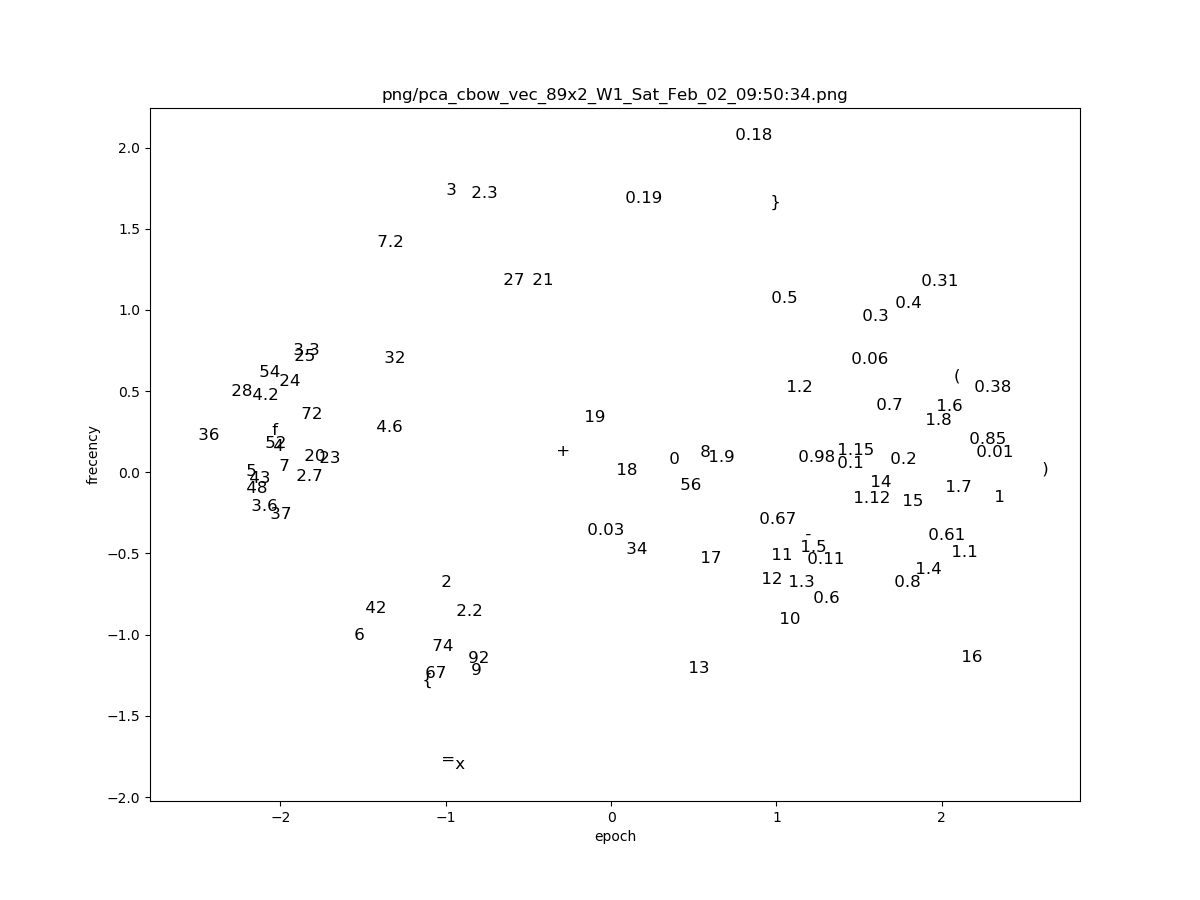 png/pca_cbow_vec_89x2_W1_Sat_Feb_02_09:50:34.png
0.18
2.0
3 2.3 0.19 }
1.5
7.2
27 21 0.31
0.5 0.4
1.0 0.3
3.3
25 32 0.06
54 24 (
28 4.2 1.2 0.38
0.5
72 19 0.7 1.6
1.8
36 f 4.6
52 4 + 8 1.15 0.85
20 23 0 1.9 0.98 0.1 0.2 0.01
0.0
5 7 18 )
43 2.7 56 14 1.7
48 1.12 15 1
3.6 37 0.67
0.03 - 0.61
34 17 11 1.5 0.11 1.1
−0.5
2 12 1.3 1.4 0.8
42 2.2 0.6
6 10
−1.0
74 92 16
67 9 13
{
−1.5
= x
−2.0
−2 −1 0 1 2
epoch
frecency